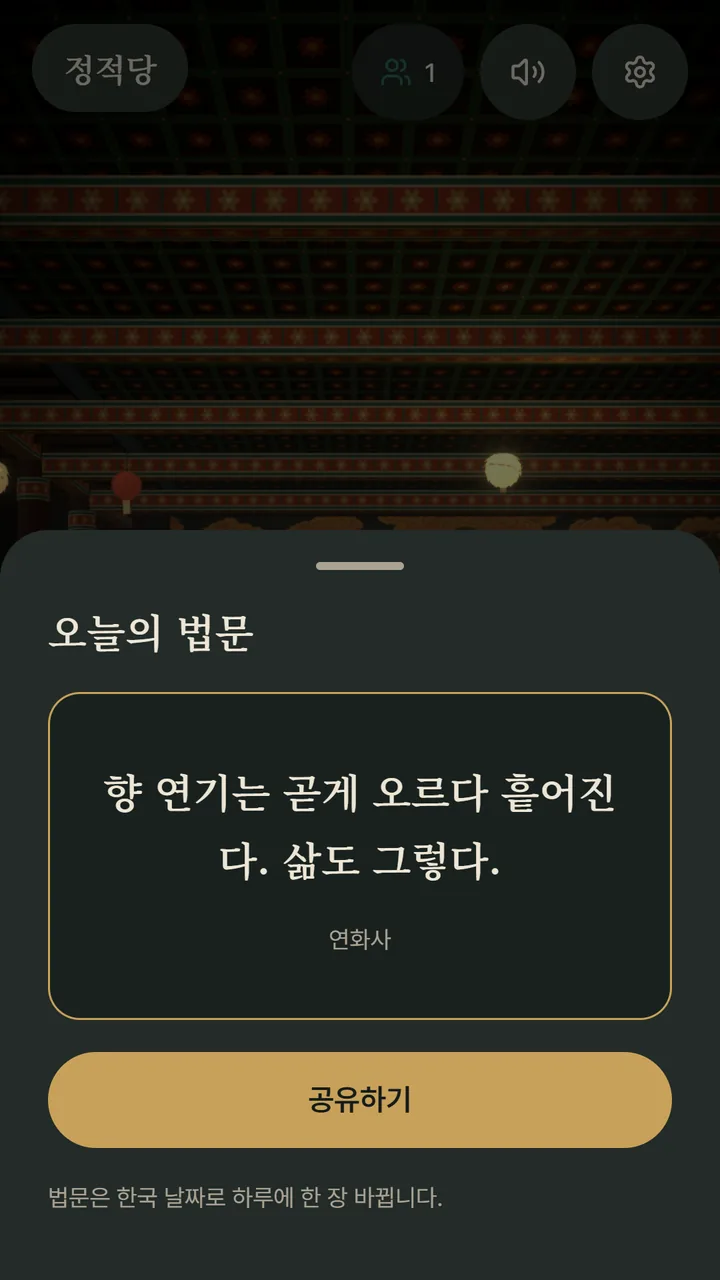 정적당
1
오늘의 법문
향 연기는 곧게 오르다 흩어진
다. 삶도 그렇다.
연화사
공유하기
법문은 한국 날짜로 하루에 한 장 바뀝니다.